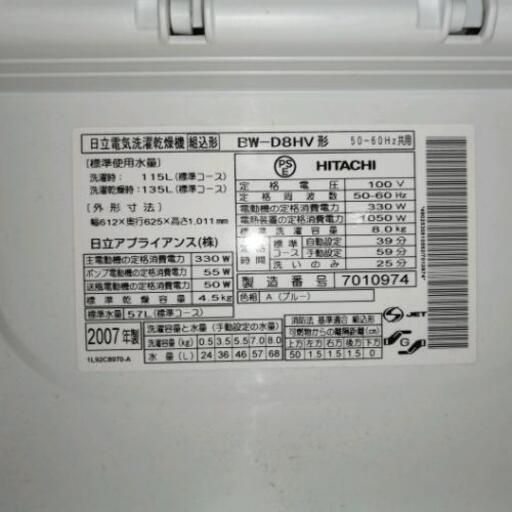 日立電気洗濯乾燥機 組込形 BW-D8HV形 50-60Hz共用
[標準使用水量]
洗濯時: 115L(標準コース)
洗濯乾燥時:135L(標準コース)
[外形寸法]
幅612×奥行625×高さ1,011mm
日立アプライアンス(株)
主電動機の定格消費電力 330W
ポンプ電動機の定格消費電力 55W
送風電動機の定格消費電力 50W
標準乾燥容量 4.5kg
標準水量 57L(標準コース)
PSE HITACHI
定格電圧 100V
定格周波数 50-60Hz
電動機の定格消費電力 330W
電熱装置の定格消費電力 1050W
標準洗濯容量 8.0kg
定格時間 標準コース 自動設定 39分
手動設定 59分
洗いのみ 25分
製造番号 7010974
色組 A(ブルー)
2007年製
洗濯容量と水量(手動設定の水量)
洗濯容量(kg) 0.5 3.5 5.5 7.0 8.0
水量(L) 24 36 46 57 68
消防法 基準適合 組込形
可燃物からの離隔距離(cm)
上方 左方 右方 前方 後方 下方
50 1.5 1.5 1.5 1.5 0
S JET
G
1L92C8970-A